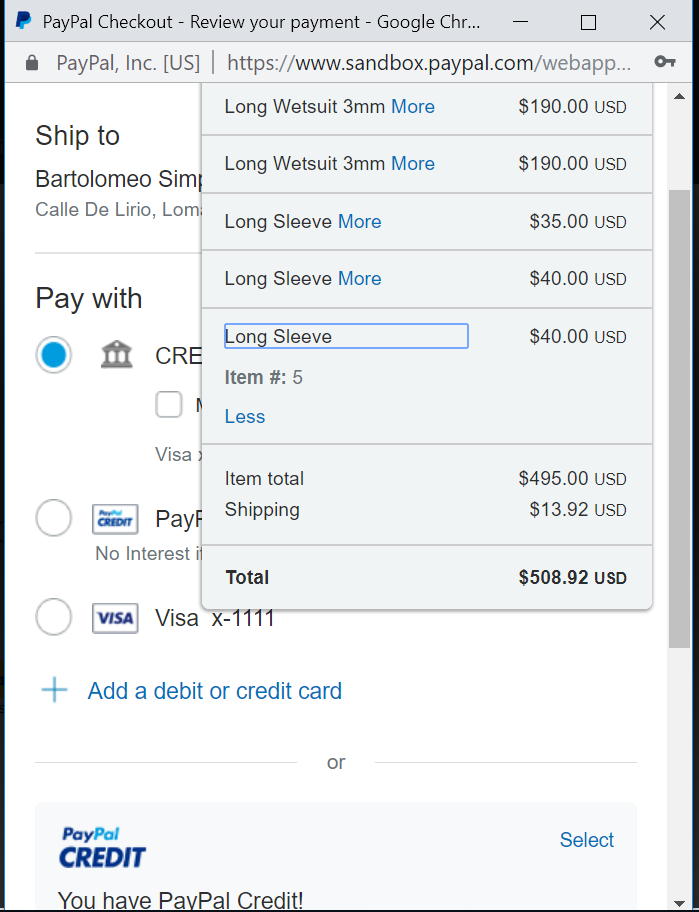 PayPal Checkout - Review your payment - Google Chr...
PayPal, Inc. [US] | https://www.sandbox.paypal.com/webapp...
Long Wetsuit 3mm More $190.00 USD
Ship to
Long Wetsuit 3mm More $190.00 USD
Bartolomeo
Calle De Lirio,
Long Sleeve More $35.00 USD
Long Sleeve More $40.00 USD
Pay with
Long Sleeve $40.00 USD
Item #: 5
Less
Visa
Item total $495.00 USD
Shipping $13.92 USD
PayPal CREDIT
No Interest
Total $508.92 USD
VISA Visa x-1111
Add a debit or credit card
or
PayPal
CREDIT
Select
You have PayPal Credit!